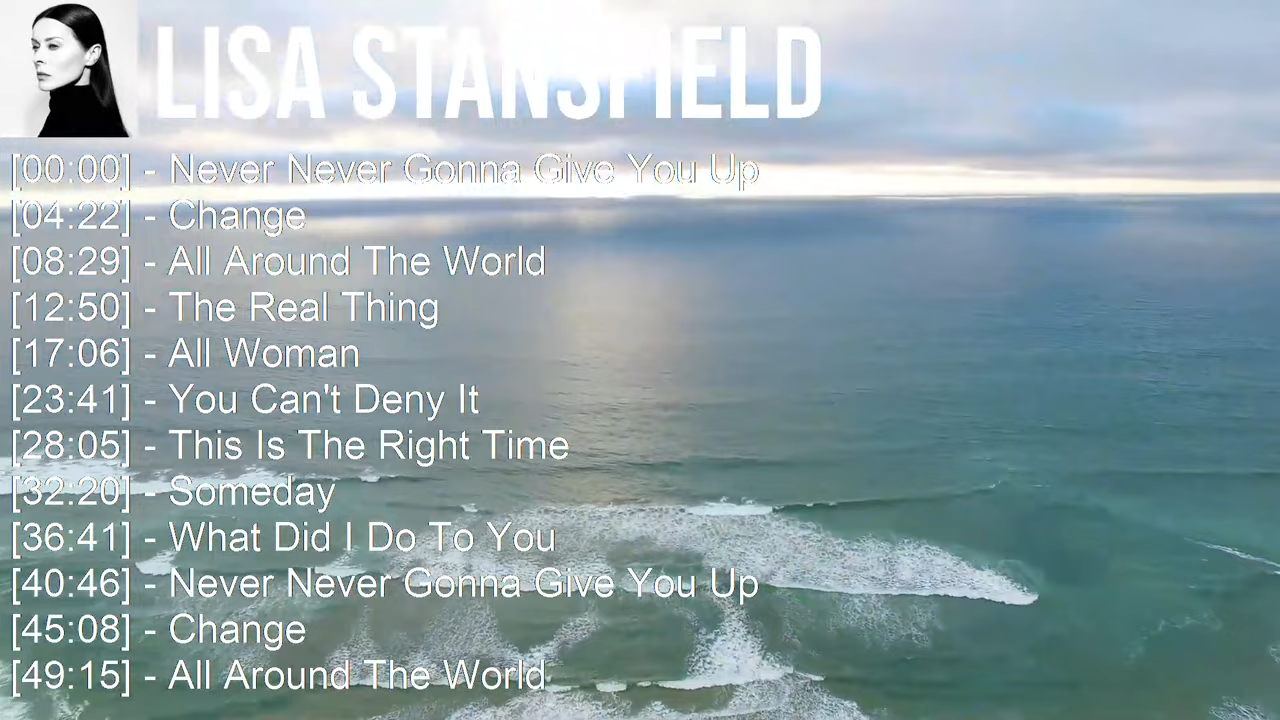 LISA STANSFIELD
[00:00] - Never Never Gonna Give You Up
[04:22] - Change
[08:29] - All Around The World
[12:50] - The Real Thing
[17:06] - All Woman
[23:41] - You Can't Deny It
[28:05] - This Is The Right Time
[32:20] - Someday
[36:41] - What Did I Do To You
[40:46] - Never Never Gonna Give You Up
[45:08] - Change
[49:15] - All Around The World